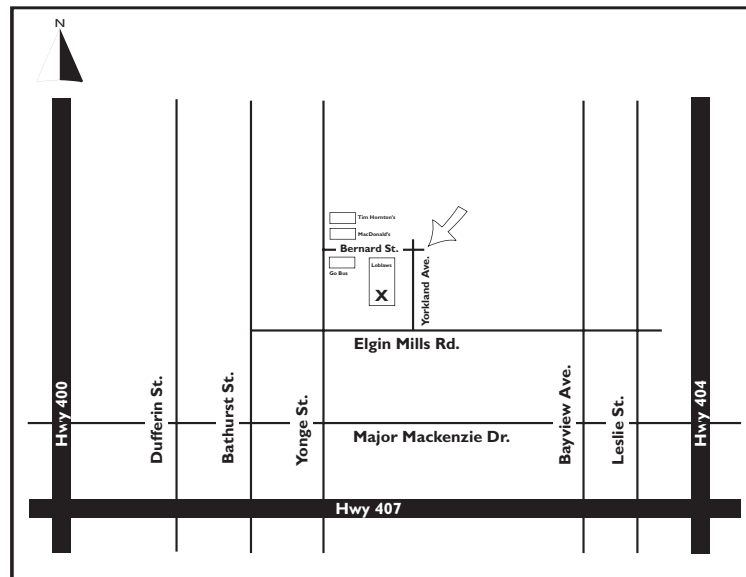 N
Tim Hornton's
MacDonald's
Bernard St.
Go Bus
Loblaws
X
Yorkland Ave.
Elgin Mills Rd.
Hwy 400
Dufferin St.
Bathurst St.
Yonge St.
Major Mackenzie Dr.
Bayview Ave.
Leslie St.
Hwy 404
Hwy 407